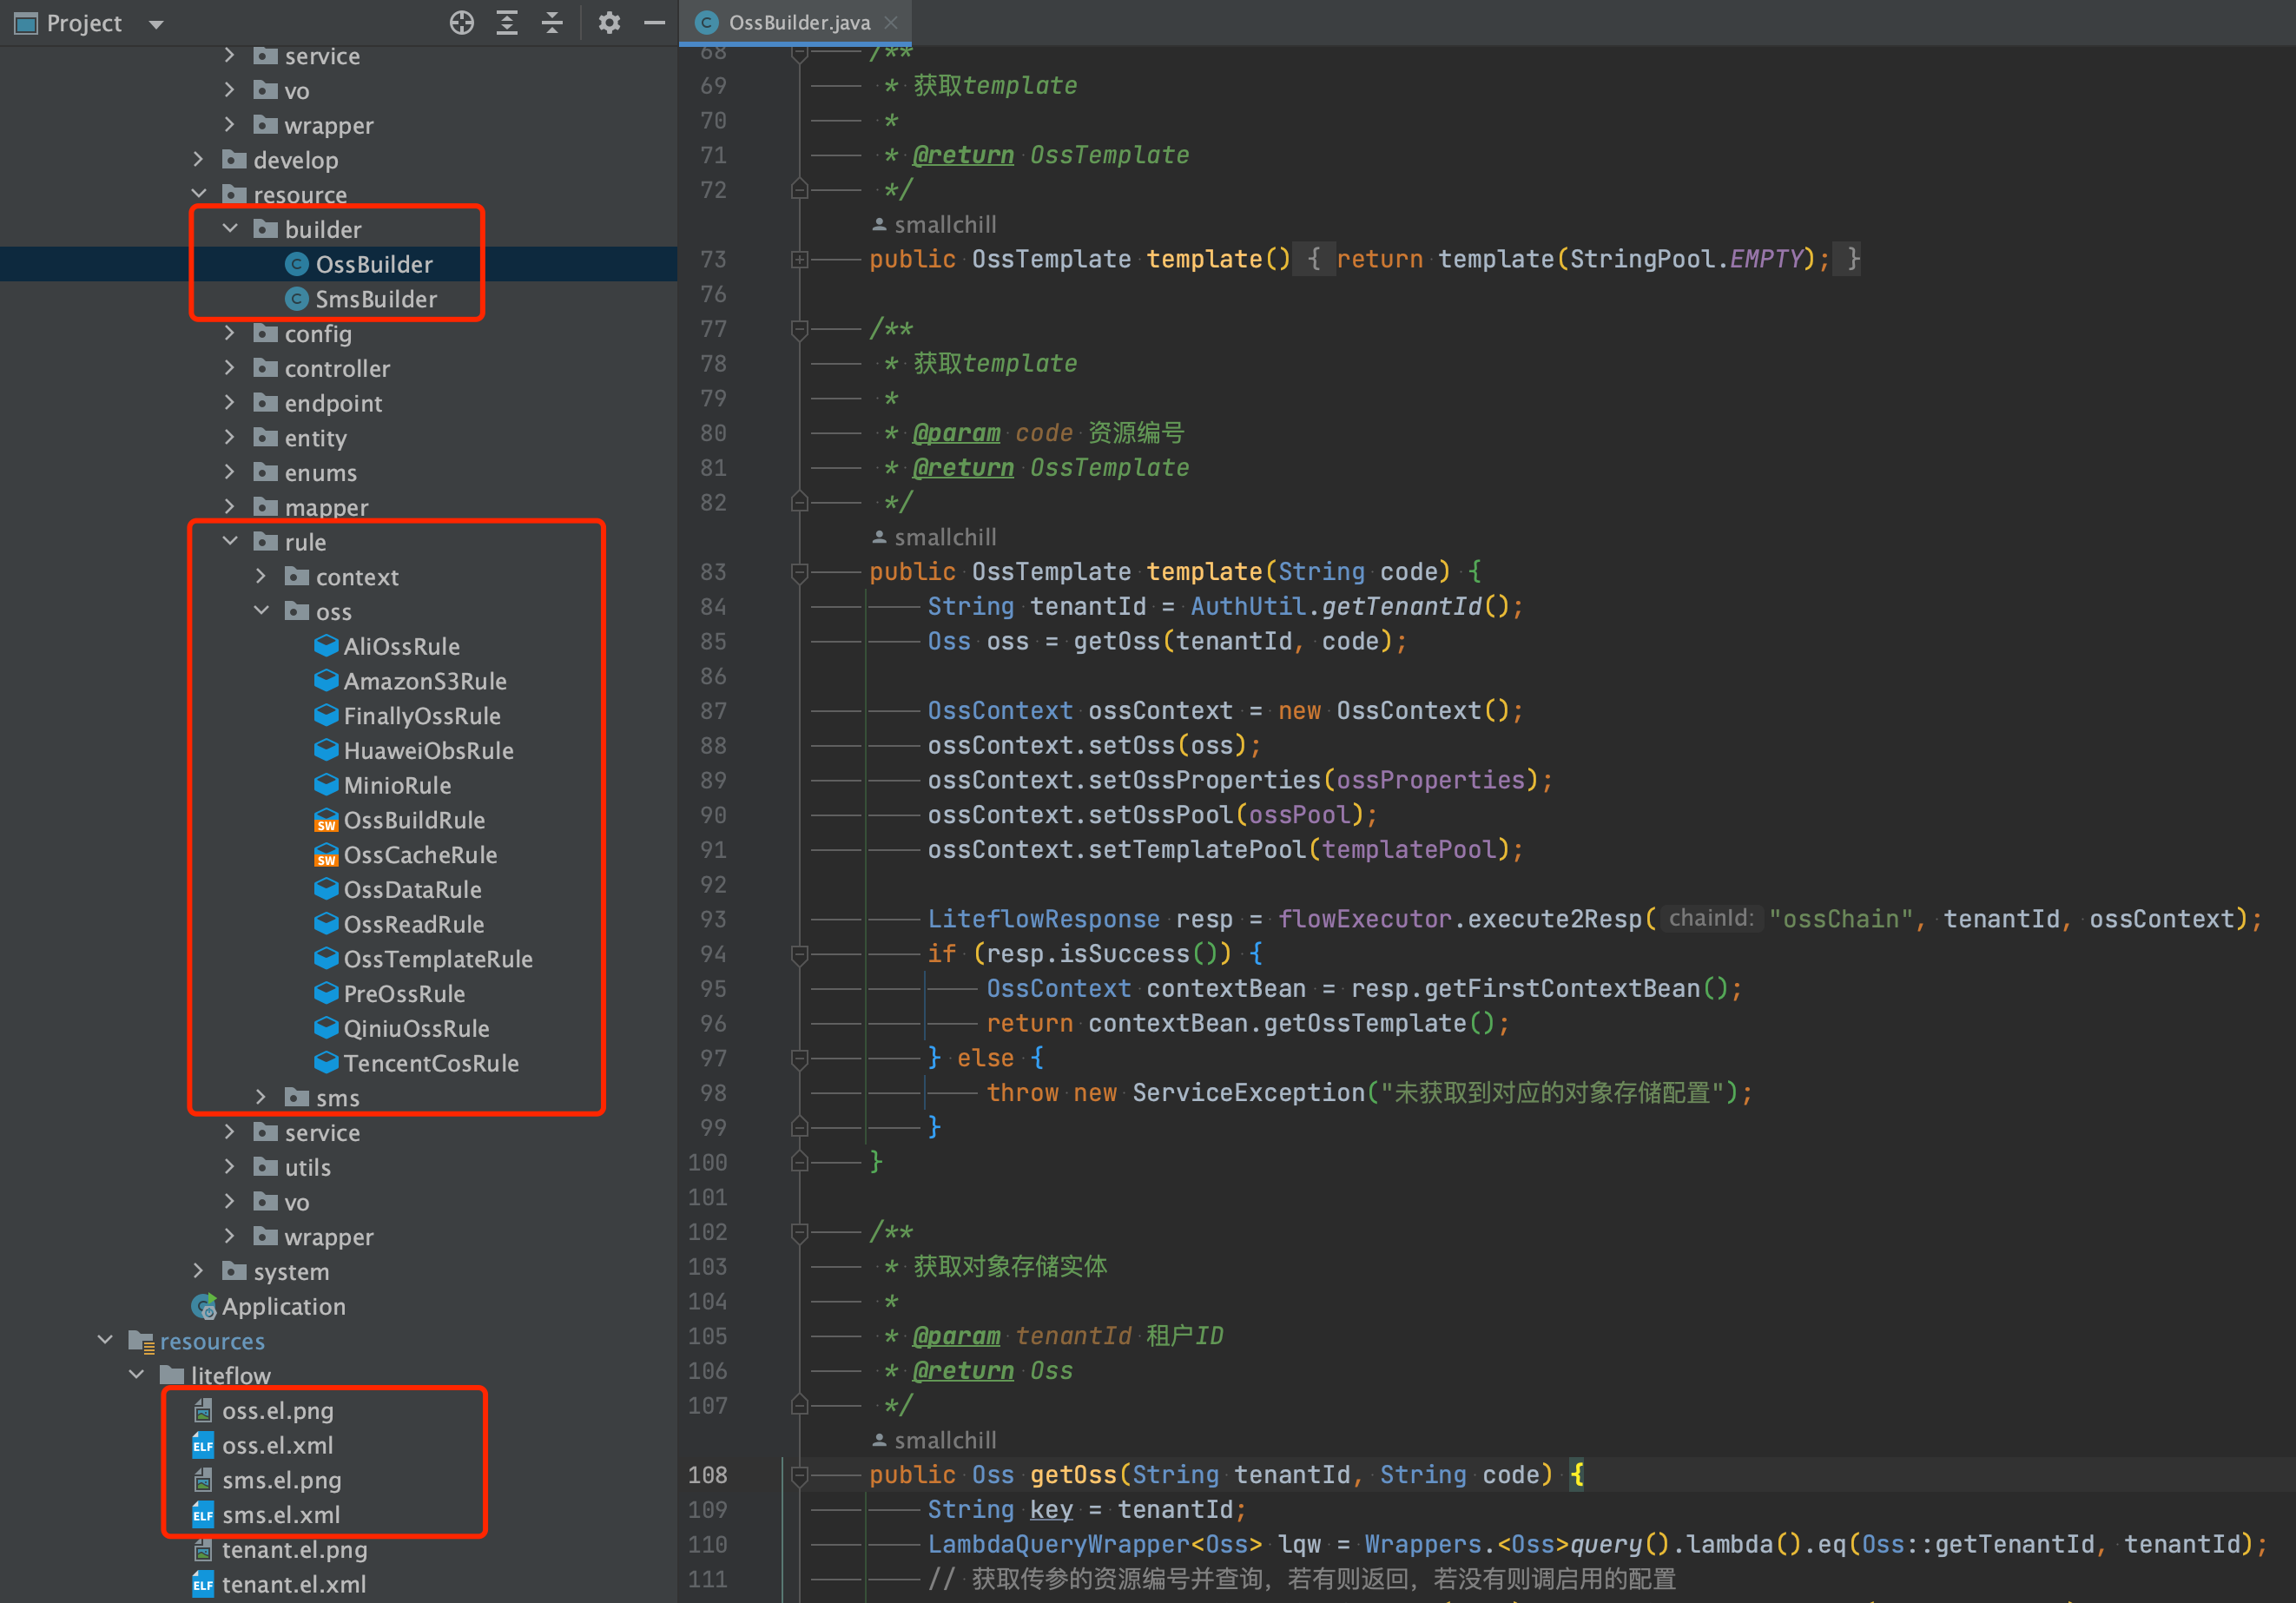 Project
service
vo
wrapper
develop
resource
builder
OssBuilder
SmsBuilder
config
controller
endpoint
entity
enums
mapper
rule
context
oss
AliOssRule
AmazonS3Rule
FinallyOssRule
HuaweiObsRule
MinioRule
SW OssBuildRule
SW OssCacheRule
OssDataRule
OssReadRule
OssTemplateRule
PreOssRule
QiniuOssRule
TencentCosRule
sms
service
utils
vo
wrapper
system
Application
resources
liteflow
oss.el.png
ELF oss.el.xml
sms.el.png
ELF sms.el.xml
tenant.el.png
ELF tenant.el.xml
C OssBuilder.java
68 /**
69 * 获取template
70 *
71 * @return OssTemplate
72 */
smallchill
73 public OssTemplate template() { return template(StringPool.EMPTY); }
76
77 /**
78 * 获取template
79 *
80 * @param code 资源编号
81 * @return OssTemplate
82 */
smallchill
83 public OssTemplate template(String code) {
84 String tenantId = AuthUtil.getTenantId();
85 Oss oss = getOss(tenantId, code);
86
87 OssContext ossContext = new OssContext();
88 ossContext.setOss(oss);
89 ossContext.setOssProperties(ossProperties);
90 ossContext.setOssPool(ossPool);
91 ossContext.setTemplatePool(templatePool);
92
93 LiteflowResponse resp = flowExecutor.execute2Resp( chainId: "ossChain", tenantId, ossContext);
94 if (resp.isSuccess()) {
95 OssContext contextBean = resp.getFirstContextBean();
96 return contextBean.getOssTemplate();
97 } else {
98 throw new ServiceException("未获取到对应的对象存储配置");
99 }
100 }
101
102 /**
103 * 获取对象存储实体
104 *
105 * @param tenantId 租户ID
106 * @return Oss
107 */
smallchill
108 public Oss getOss(String tenantId, String code) {
109 String key = tenantId;
110 LambdaQueryWrapper<Oss> lqw = Wrappers.<Oss>query().lambda().eq(Oss::getTenantId, tenantId);
111 // 获取传参的资源编号并查询，若有则返回，若没有则调启用的配置